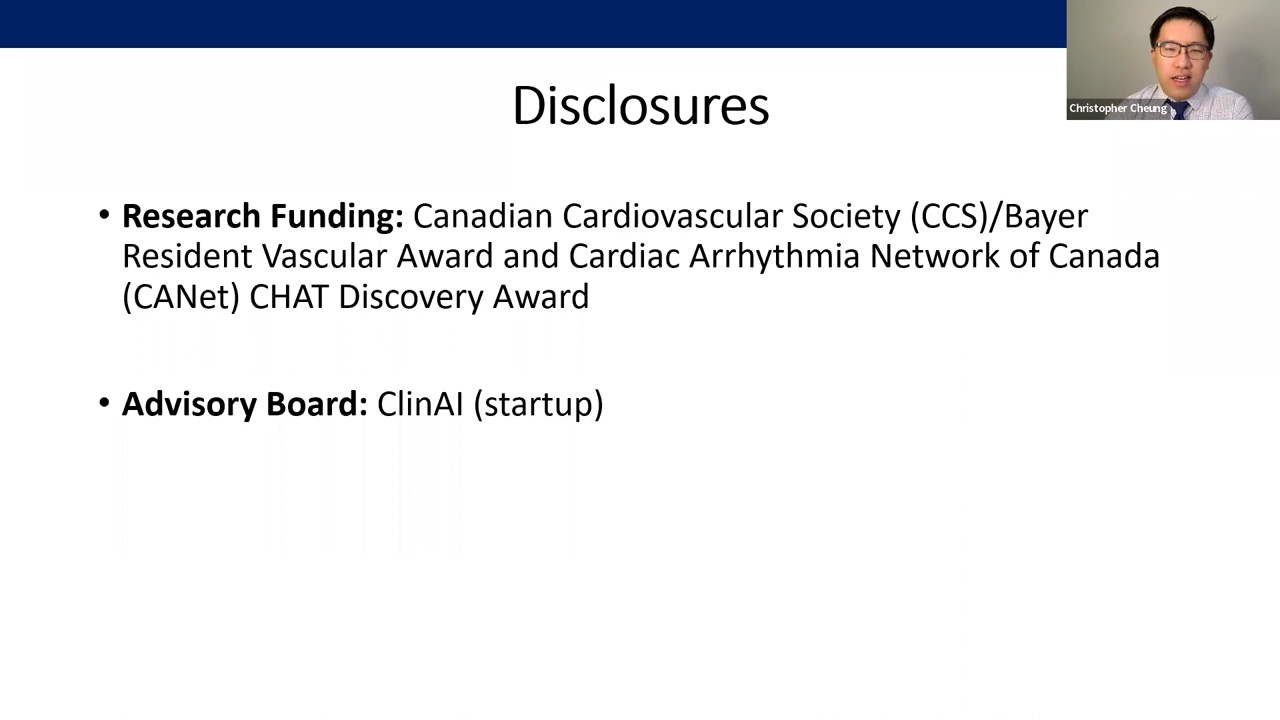 Christopher Cheung
Disclosures
• Research Funding: Canadian Cardiovascular Society (CCS)/Bayer
Resident Vascular Award and Cardiac Arrhythmia Network of Canada
(CANet) CHAT Discovery Award
• Advisory Board: ClinAI (startup)